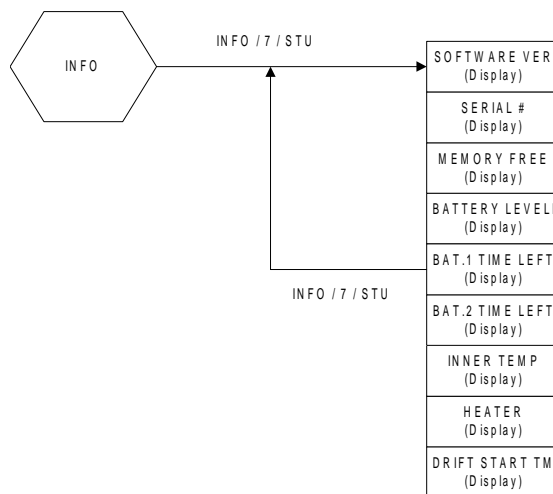 INFO / 7 / STU
INFO
SOFTWARE VER
(Display)
SERIAL #
(Display)
MEMORY FREE
(Display)
BATTERY LEVEL
(Display)
BAT.1 TIME LEFT
(Display)
INFO / 7 / STU
BAT.2 TIME LEFT
(Display)
INNER TEMP
(Display)
HEATER
(Display)
DRIFT START TM
(Display)